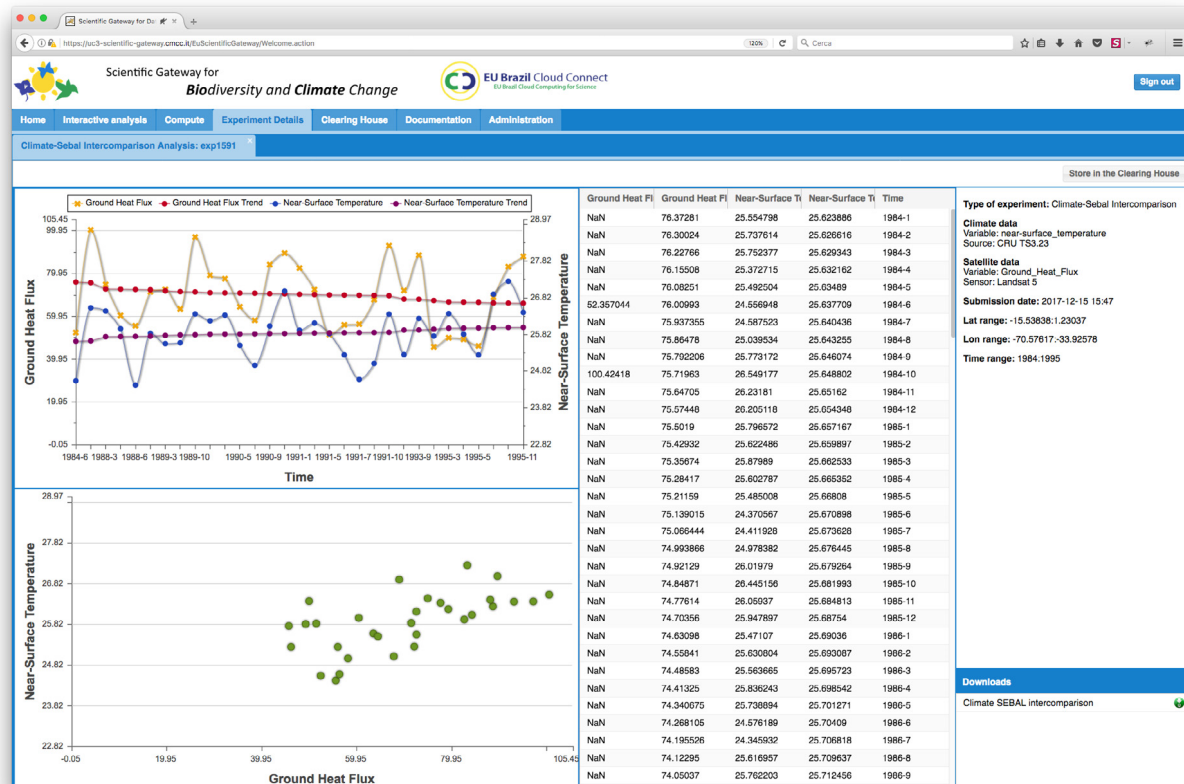 Scientific Gateway for Da
https://uc3-scientific-gateway.cmcc.it/EuScientificGateway/Welcome.action
120%
Cerca
Scientific Gateway for
Biodiversity and Climate Change
EU Brazil Cloud Connect
EU Brazil Cloud Computing for Science
Sign out
Home Interactive analysis Compute Experiment Details Clearing House Documentation Administration
Climate-Sebal Intercomparison Analysis: exp1591
Store in the Clearing House
Ground Heat Flux Ground Heat Flux Trend Near-Surface Temperature Near-Surface Temperature Trend
105.45
99.95
79.95
59.95
39.95
19.95
-0.05
Ground Heat Flux
28.97
27.82
26.82
25.82
24.82
23.82
22.82
Near-Surface Temperature
1984-6 1988-3 1988-6 1989-3 1989-10 1990-5 1990-9 1991-1 1991-5 1991-7 1991-10 1993-9 1995-3 1995-5 1995-11
Time
28.97
27.82
26.82
25.82
24.82
23.82
22.82
Near-Surface Temperature
-0.05 19.95 39.95 59.95 79.95 105.45
Ground Heat Flux
Ground Heat Fl Ground Heat Fl Near-Surface Te Near-Surface Te Time
NaN 76.37281 25.554798 25.623886 1984-1
NaN 76.30024 25.737614 25.626616 1984-2
NaN 76.22766 25.752377 25.629343 1984-3
NaN 76.15508 25.372715 25.632162 1984-4
NaN 76.08251 25.492504 25.63489 1984-5
52.357044 76.00993 24.556948 25.637709 1984-6
NaN 75.937355 24.587523 25.640436 1984-7
NaN 75.86478 25.039534 25.643255 1984-8
NaN 75.792206 25.773172 25.646074 1984-9
100.42418 75.71963 26.549177 25.648802 1984-10
NaN 75.64705 26.23181 25.65162 1984-11
NaN 75.57448 26.205118 25.654348 1984-12
NaN 75.5019 25.796572 25.657167 1985-1
NaN 75.42932 25.622486 25.659897 1985-2
NaN 75.35674 25.87989 25.662533 1985-3
NaN 75.28417 25.602787 25.665352 1985-4
NaN 75.21159 25.485008 25.66808 1985-5
NaN 75.139015 24.370567 25.670898 1985-6
NaN 75.066444 24.411928 25.673628 1985-7
NaN 74.993866 24.978382 25.676445 1985-8
NaN 74.92129 26.01979 25.679264 1985-9
NaN 74.84871 26.445156 25.681993 1985-10
NaN 74.77614 26.05937 25.684813 1985-11
NaN 74.70356 25.947897 25.68754 1985-12
NaN 74.63098 25.47107 25.69036 1986-1
NaN 74.55841 25.630804 25.693087 1986-2
NaN 74.48583 25.563665 25.695723 1986-3
NaN 74.41325 25.836243 25.698542 1986-4
NaN 74.340675 25.738894 25.701271 1986-5
NaN 74.268105 24.576189 25.70409 1986-6
NaN 74.195526 24.345932 25.706818 1986-7
NaN 74.12295 25.616957 25.709637 1986-8
NaN 74.05037 25.762203 25.712456 1986-9
Type of experiment: Climate-Sebal Intercomparison
Climate data
Variable: near-surface_temperature
Source: CRU TS3.23
Satellite data
Variable: Ground_Heat_Flux
Sensor: Landsat 5
Submission date: 2017-12-15 15:47
Lat range: -15.53838:1.23037
Lon range: -70.57617:-33.92578
Time range: 1984:1995
Downloads
Climate SEBAL intercomparison